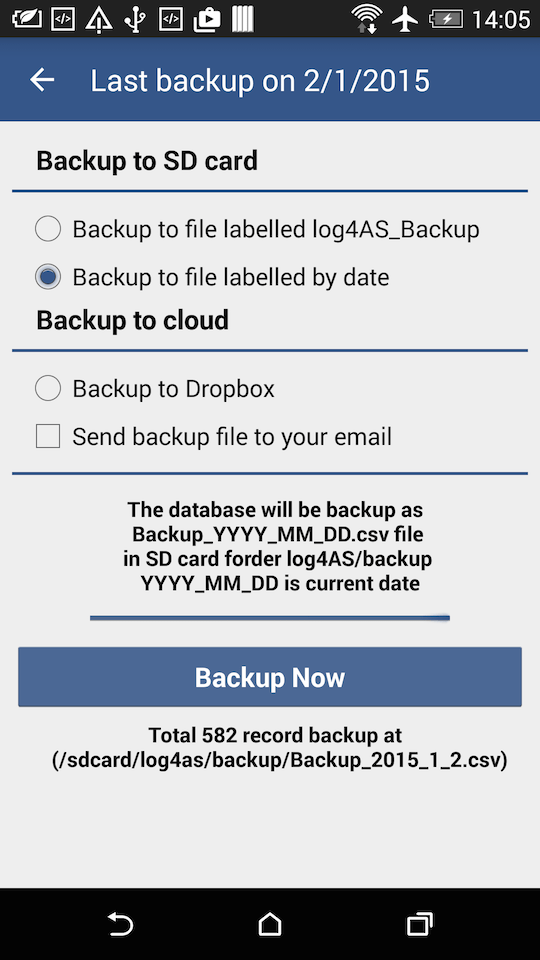 14:05
Last backup on 2/1/2015
Backup to SD card
Backup to file labelled log4AS_Backup
Backup to file labelled by date
Backup to cloud
Backup to Dropbox
Send backup file to your email
The database will be backup as
Backup_YYYY_MM_DD.csv file
in SD card forder log4AS/backup
YYYY_MM_DD is current date
Backup Now
Total 582 record backup at
(/sdcard/log4as/backup/Backup_2015_1_2.csv)